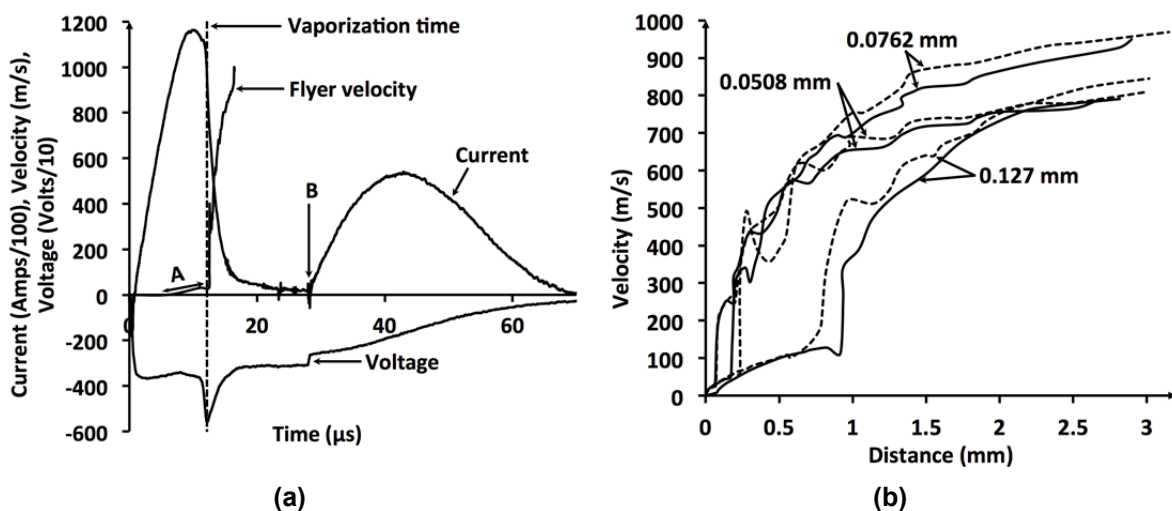 Current (Amps/100), Velocity (m/s),
Voltage (Volts/10)
1200
1000
800
600
400
200
0
-200
-400
-600
0
20
40
60
Vaporization time
Flyer velocity
Current
A
B
Voltage
Time (µs)
(a)
Velocity (m/s)
1000
900
800
700
600
500
400
300
200
100
0
0
0.5
1
1.5
2
2.5
3
0.0762 mm
0.0508 mm
0.127 mm
Distance (mm)
(b)